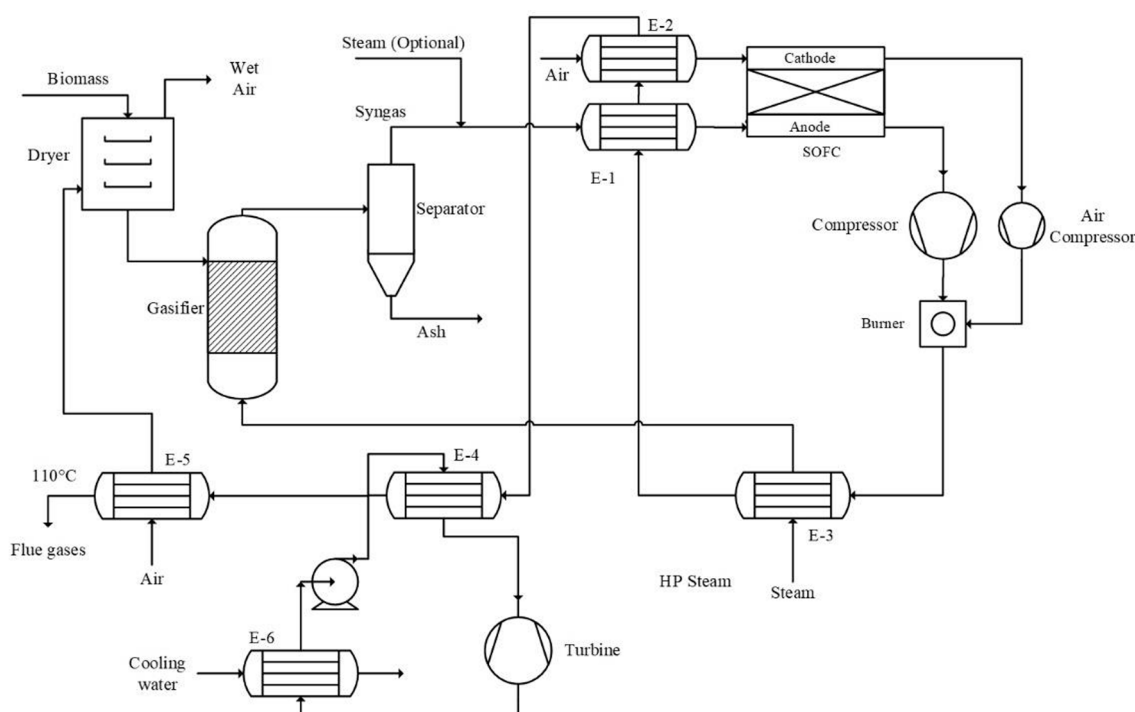 E-2
Steam (Optional)
Cathode
Air
Biomass
Wet
Air
Syngas
Anode
SOFC
Dryer
E-1
Separator
Compressor
Air
Compressor
Gasifier
Burner
Ash
E-5
E-4
110°C
E-3
Flue gases
Air
HP Steam
Steam
E-6
Turbine
Cooling
water